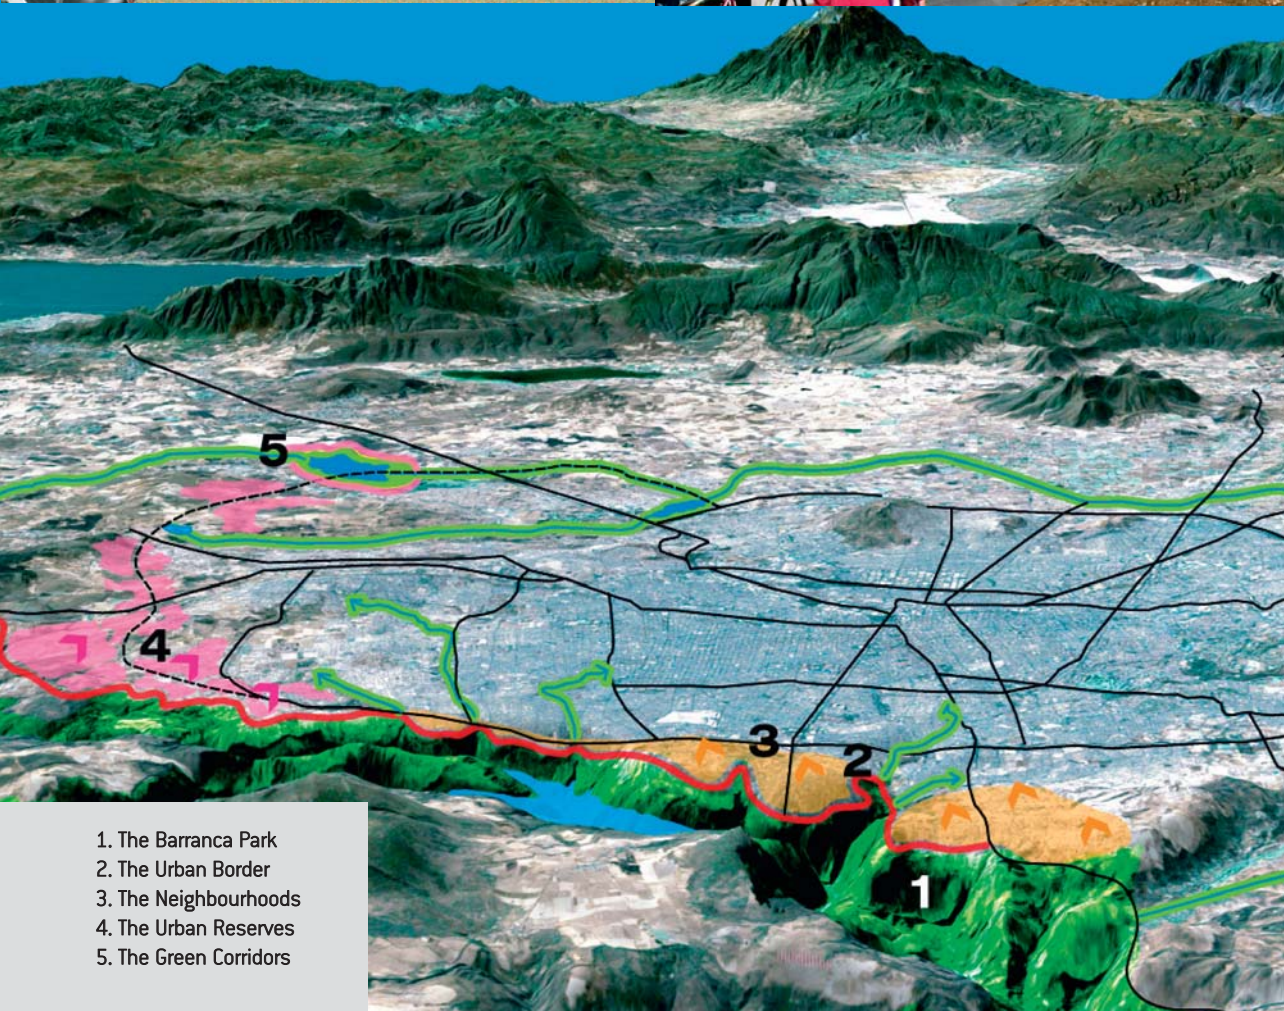 5
4
3
2
1
1. The Barranca Park
2. The Urban Border
3. The Neighbourhoods
4. The Urban Reserves
5. The Green Corridors